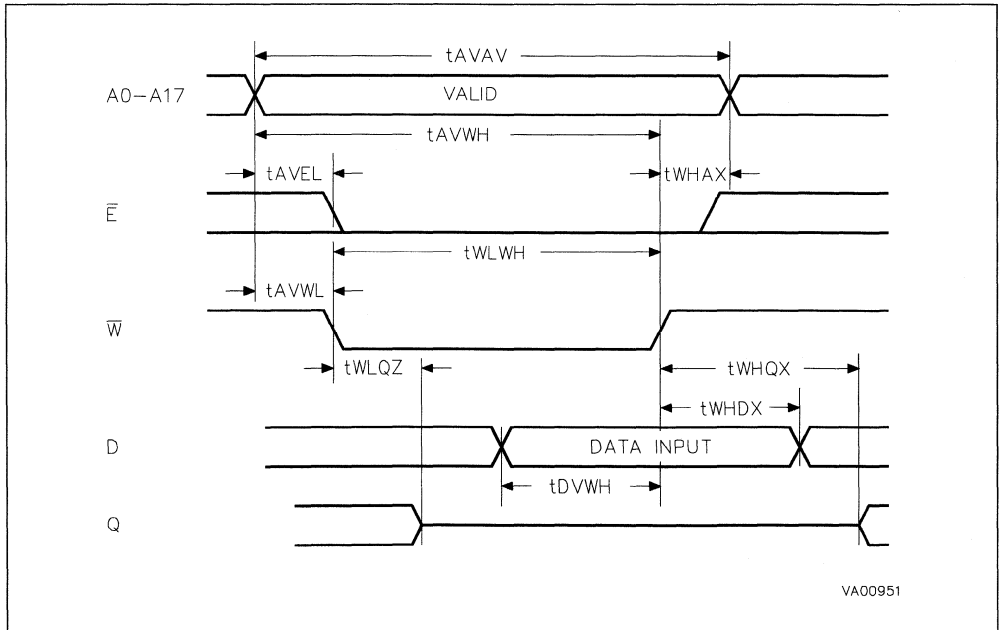 tAVAV
A0-A17
VALID
tAVWH
tAVEL
tWHAX
E̅
tWLWH
tAVWL
W̅
tWLQZ
tWHQX
tWHDX
D
DATA INPUT
tDVWH
Q
VA00951